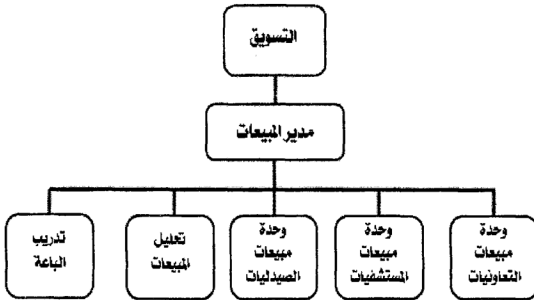 التسويق
مدير المبيعات
وحدة
مبيعات
التعاونيات
وحدة
مبيعات
المستشفيات
وحدة
مبيعات
الصيدليات
تحليل
المبيعات
تدريب
الباعة